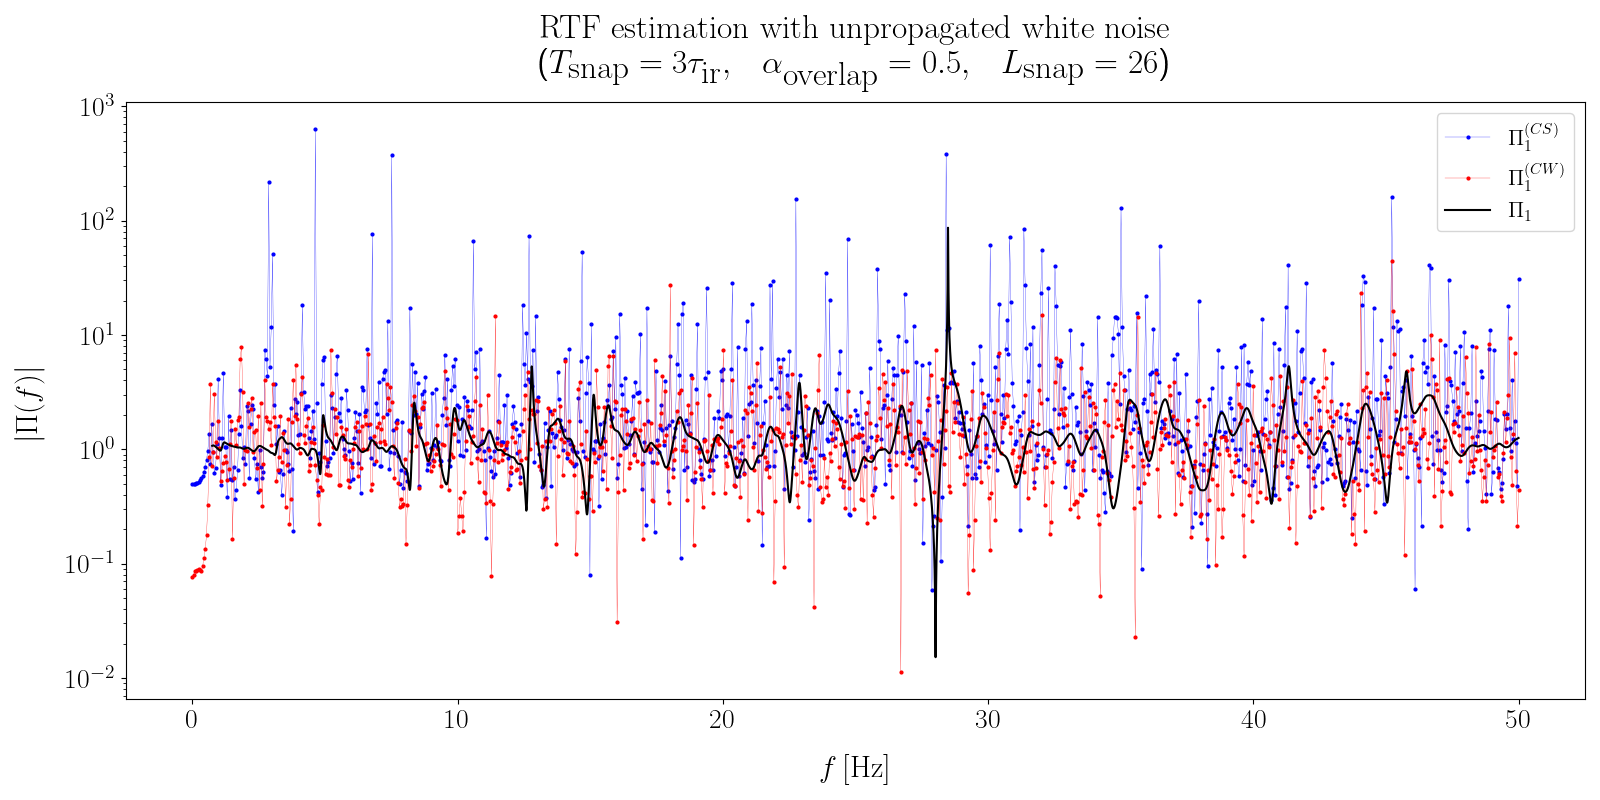 RTF estimation with unpropagated white noise
(T_snap = 3τ_ir, α_overlap = 0.5, L_snap = 26)
10^3
10^2
10^1
10^0
10^−1
10^−2
|Π(f)|
Π_1^(CS)
Π_1^(CW)
Π_1
0 10 20 30 40 50
f [Hz]